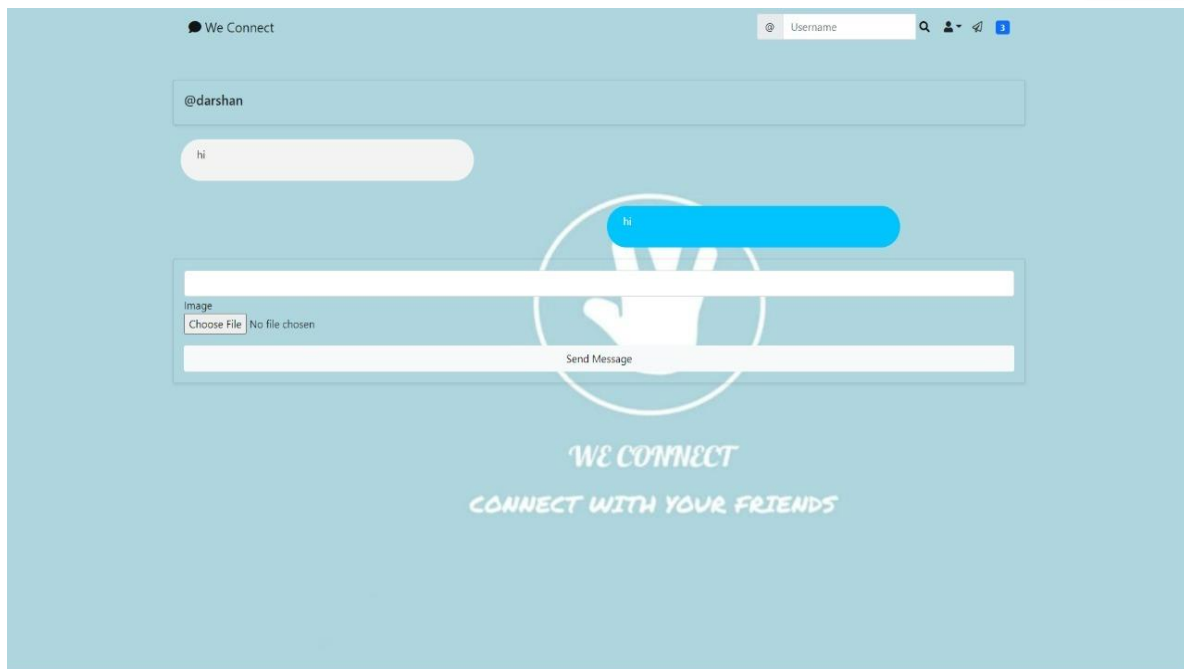 We Connect @ Username 3
@darshan
hi
hi
Image
Choose File No file chosen
Send Message
WE CONNECT
CONNECT WITH YOUR FRIENDS